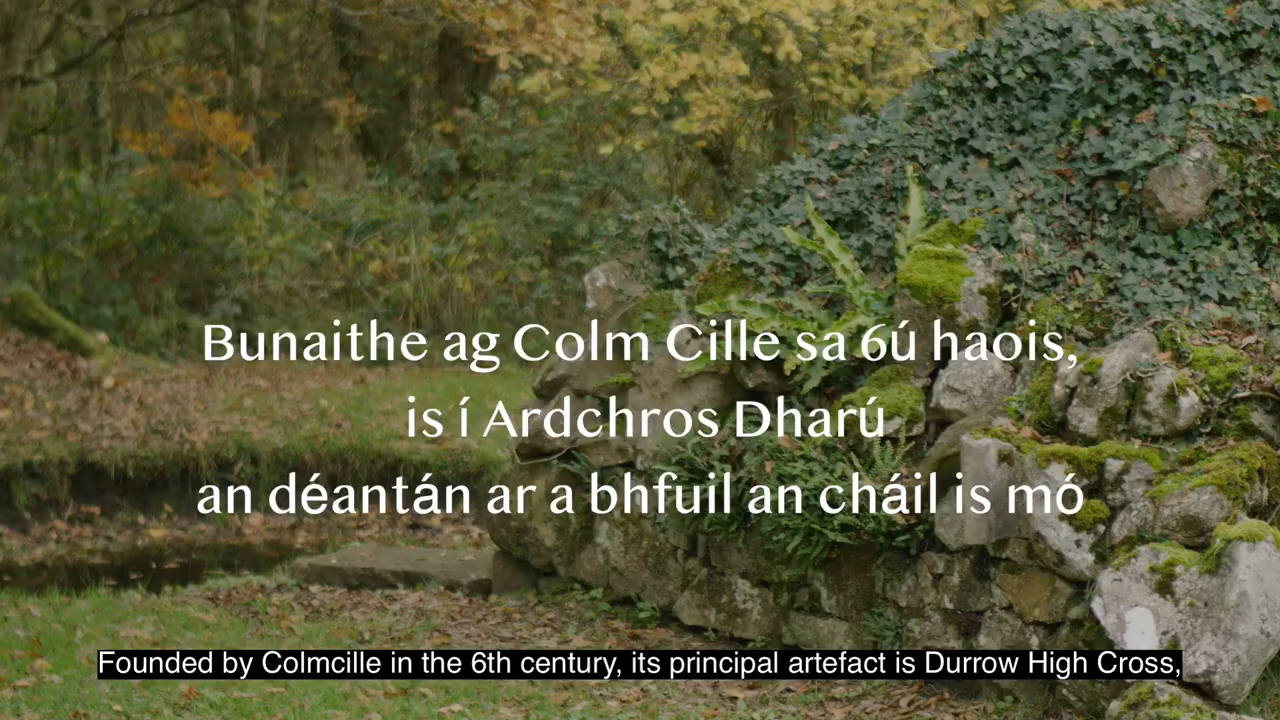 Bunaithe ag Colm Cille sa 6ú haois,
is í Ardchros Dharú
an déantán ar a bhfuil an cháil is mó
Founded by Colmcille in the 6th century, its principal artefact is Durrow High Cross,